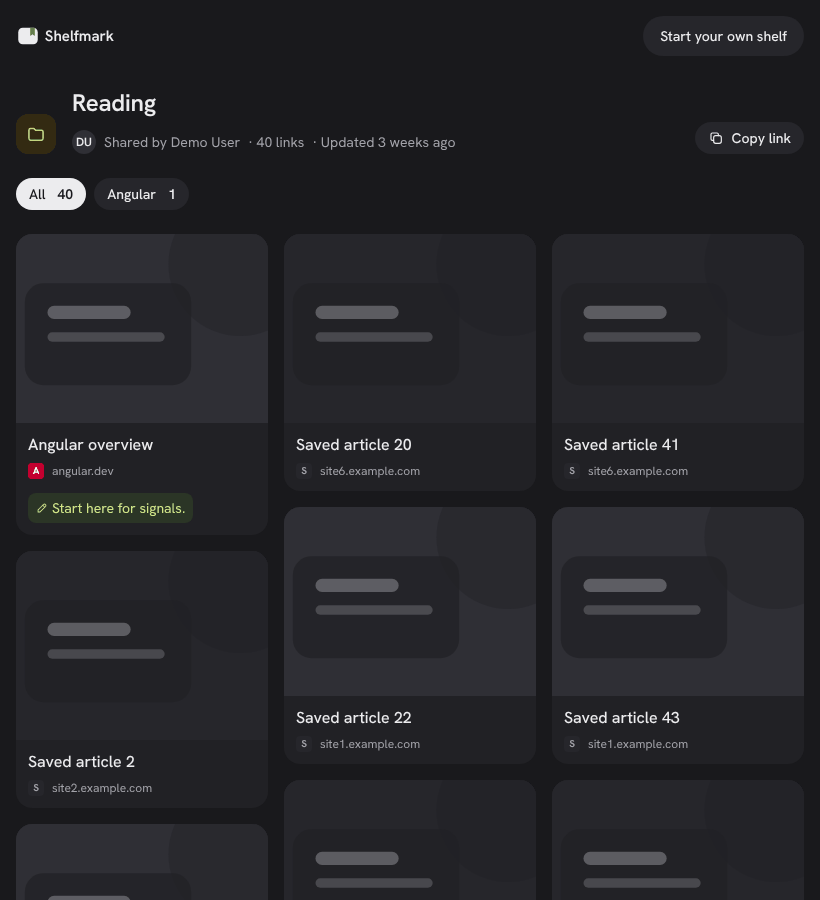 Shelfmark
Start your own shelf
Reading
DU Shared by Demo User · 40 links · Updated 3 weeks ago
Copy link
All 40
Angular 1
Angular overview
A angular.dev
Start here for signals.
Saved article 2
S site2.example.com
Saved article 20
S site6.example.com
Saved article 22
S site1.example.com
Saved article 41
S site6.example.com
Saved article 43
S site1.example.com